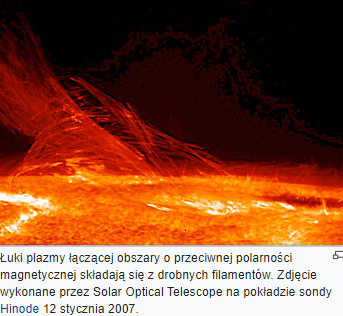 Łuki plazmy łączącej obszary o przeciwnej polarności
magnetycznej składają się z drobnych filamentów. Zdjęcie
wykonane przez Solar Optical Telescope na pokładzie sondy
Hinode 12 stycznia 2007.